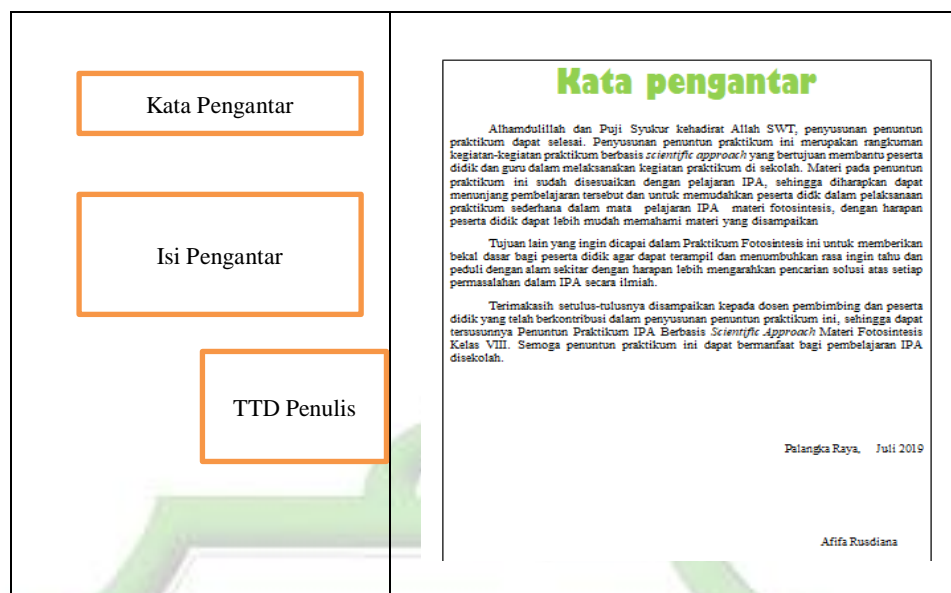 Kata Pengantar
Isi Pengantar
TTD Penulis
Kata pengantar
Alhamdulillah dan Puji Syukur kehadirat Allah SWT, penyusunan penuntun
praktikum dapat selesai. Penyusunan penuntun praktikum ini merupakan rangkuman
kegiatan-kegiatan praktikum berbasis scientific approach yang bertujuan membantu peserta
didik dan guru dalam melaksanakan kegiatan praktikum di sekolah. Materi pada penuntun
praktikum ini sudah disesuaikan dengan pelajaran IPA, sehingga diharapkan dapat
menunjang pembelajaran tersebut dan untuk memudahkan peserta didk dalam pelaksanaan
praktikum sederhana dalam mata pelajaran IPA materi fotosintesis, dengan harapan
peserta didik dapat lebih mudah memahami materi yang disampaikan
Tujuan lain yang ingin dicapai dalam Praktikum Fotosintesis ini untuk memberikan
bekal dasar bagi peserta didik agar dapat terampil dan menumbuhkan rasa ingin tahu dan
peduli dengan alam sekitar dengan harapan lebih mengarahkan pencarian solusi atas setiap
permasalahan dalam IPA secara ilmiah.
Terimakasih setulus-tulusnya disampaikan kepada dosen pembimbing dan peserta
didik yang telah berkontribusi dalam penyusunan penuntun praktikum ini, sehingga dapat
tersusunnya Penuntun Praktikum IPA Berbasis Scientific Approach Materi Fotosintesis
Kelas VIII. Semoga penuntun praktikum ini dapat bermanfaat bagi pembelajaran IPA
disekolah.
Palangka Raya, Juli 2019
Afifa Rusdiana